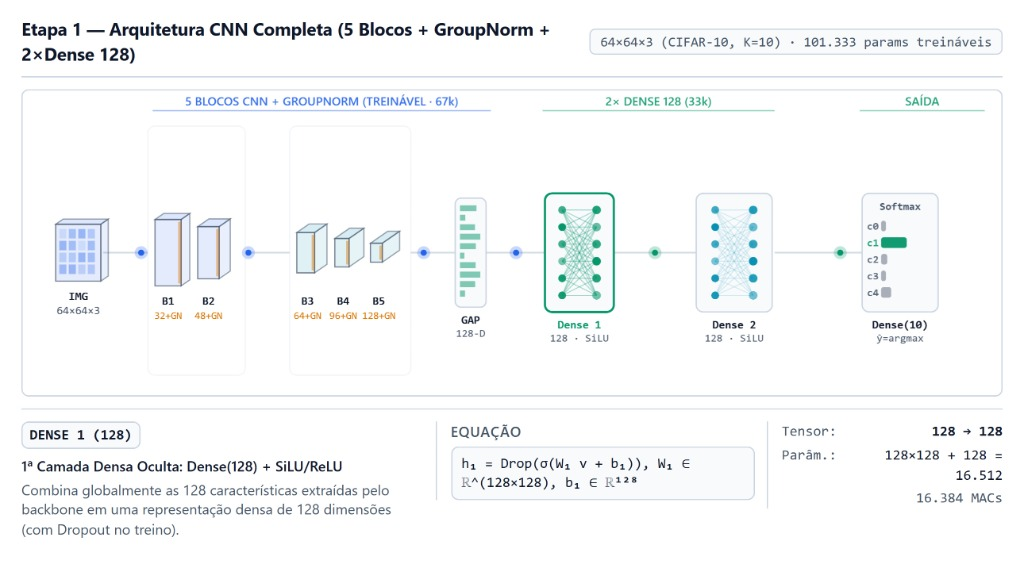 Etapa 1 — Arquitetura CNN Completa (5 Blocos + GroupNorm +
2×Dense 128)
64×64×3 (CIFAR-10, K=10) · 101.333 params treináveis
5 BLOCOS CNN + GROUPNORM (TREINÁVEL · 67k)
2× DENSE 128 (33k)
SAÍDA
IMG
64×64×3
B1
32+GN
B2
48+GN
B3
64+GN
B4
96+GN
B5
128+GN
GAP
128-D
Dense 1
128 · SiLU
Dense 2
128 · SiLU
Softmax
c0
c1
c2
c3
c4
Dense(10)
ŷ=argmax
DENSE 1 (128)
1ª Camada Densa Oculta: Dense(128) + SiLU/ReLU
Combina globalmente as 128 características extraídas pelo
backbone em uma representação densa de 128 dimensões
(com Dropout no treino).
EQUAÇÃO
h₁ = Drop(σ(W₁ v + b₁)), W₁ ∈
ℝ^(128×128), b₁ ∈ ℝ¹²⁸
Tensor: 128 → 128
Parâm.: 128×128 + 128 =
16.512
16.384 MACs